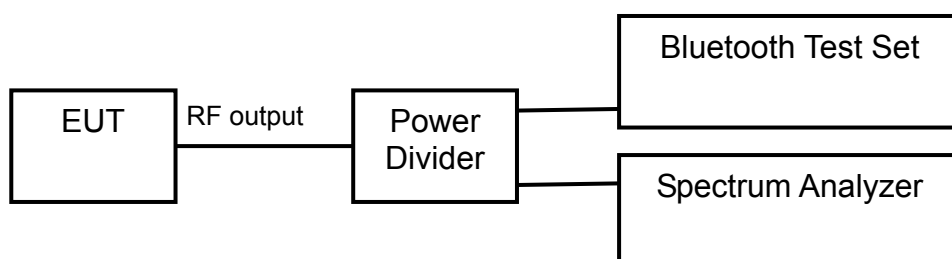 Bluetooth Test Set
EUT
RF output
Power
Divider
Spectrum Analyzer